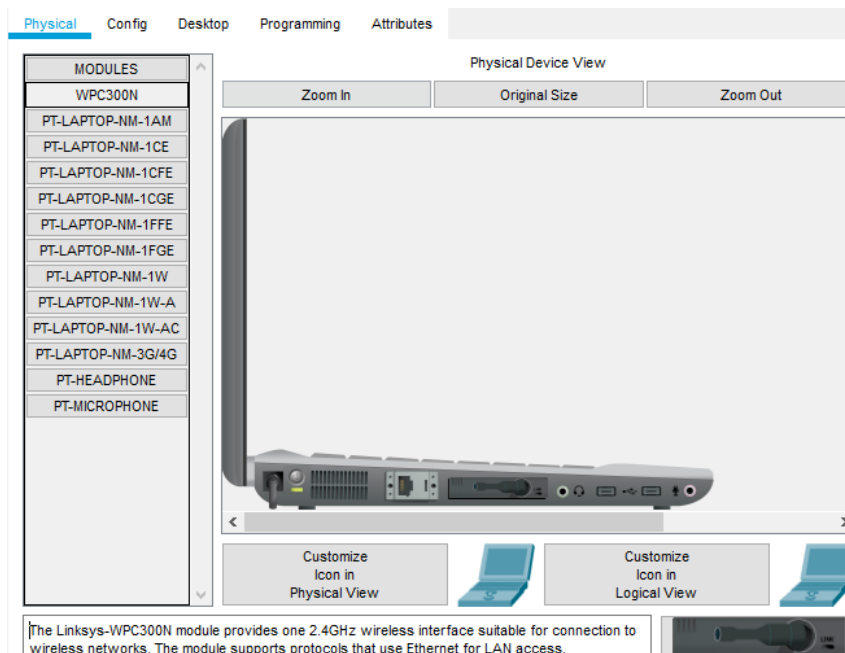 Physical Config Desktop Programming Attributes
MODULES
WPC300N
PT-LAPTOP-NM-1AM
PT-LAPTOP-NM-1CE
PT-LAPTOP-NM-1CFE
PT-LAPTOP-NM-1CGE
PT-LAPTOP-NM-1FFE
PT-LAPTOP-NM-1FGE
PT-LAPTOP-NM-1W
PT-LAPTOP-NM-1W-A
PT-LAPTOP-NM-1W-AC
PT-LAPTOP-NM-3G/4G
PT-HEADPHONE
PT-MICROPHONE
Physical Device View
Zoom In Original Size Zoom Out
Customize
Icon in
Physical View
Customize
Icon in
Logical View
The Linksys-WPC300N module provides one 2.4GHz wireless interface suitable for connection to
wireless networks. The module supports protocols that use Ethernet for LAN access.
LINK